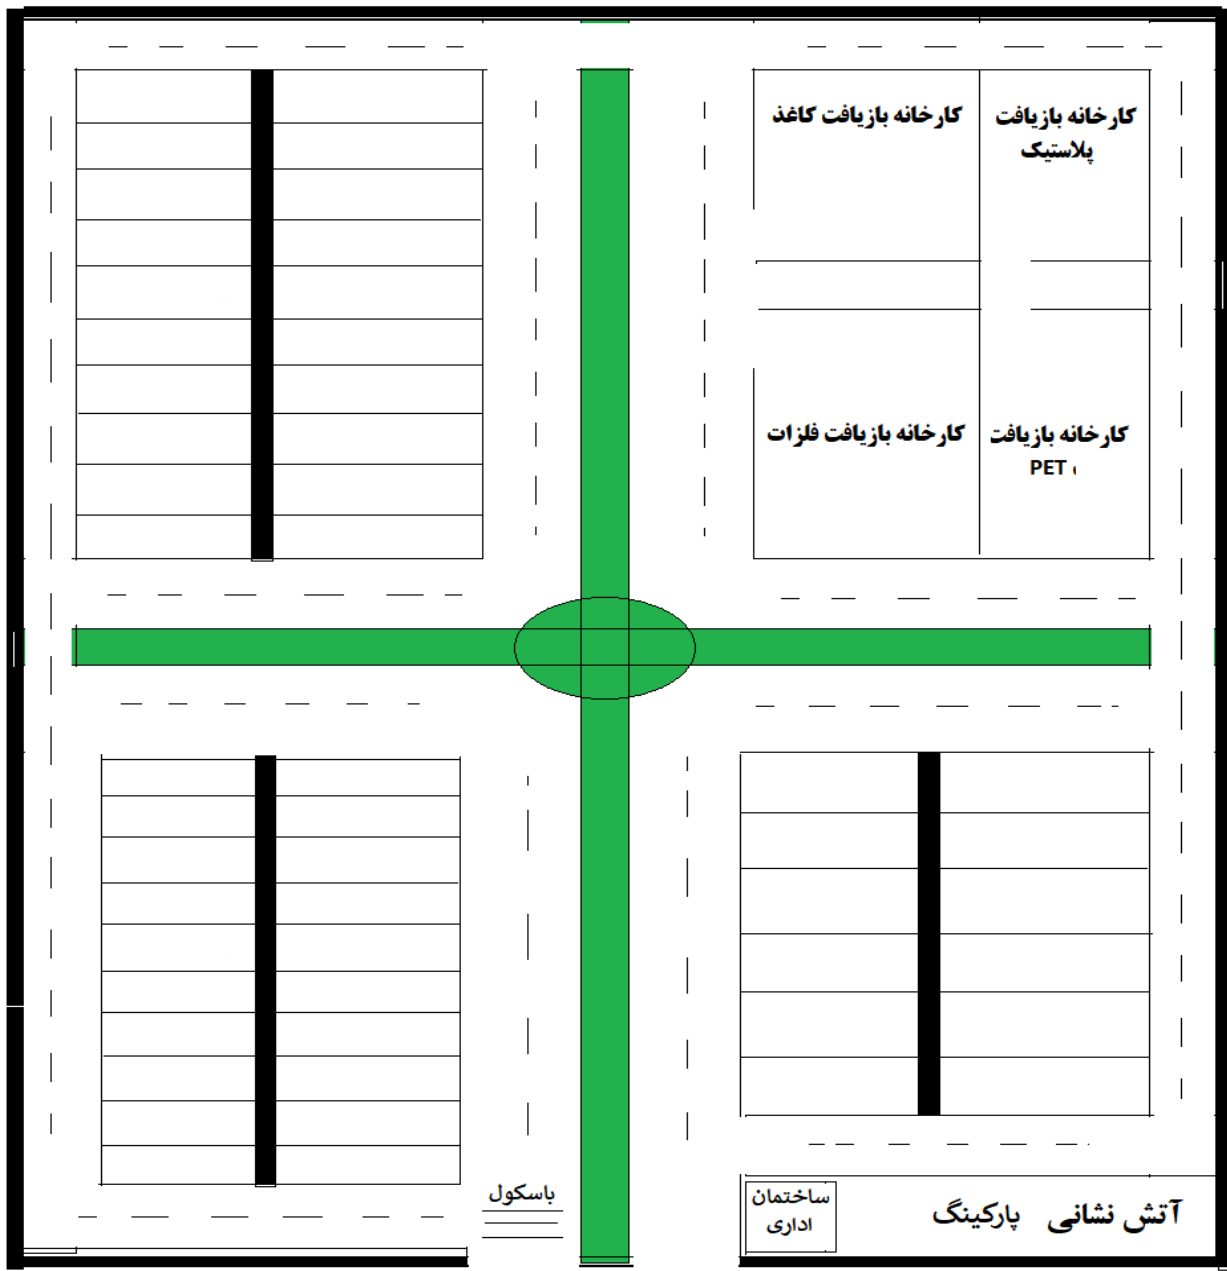 کارخانه بازیافت کاغذ
کارخانه بازیافت
پلاستیک
کارخانه بازیافت فلزات
کارخانه بازیافت
PET
باسکول
ساختمان
اداری
پارکینگ
آتش نشانی